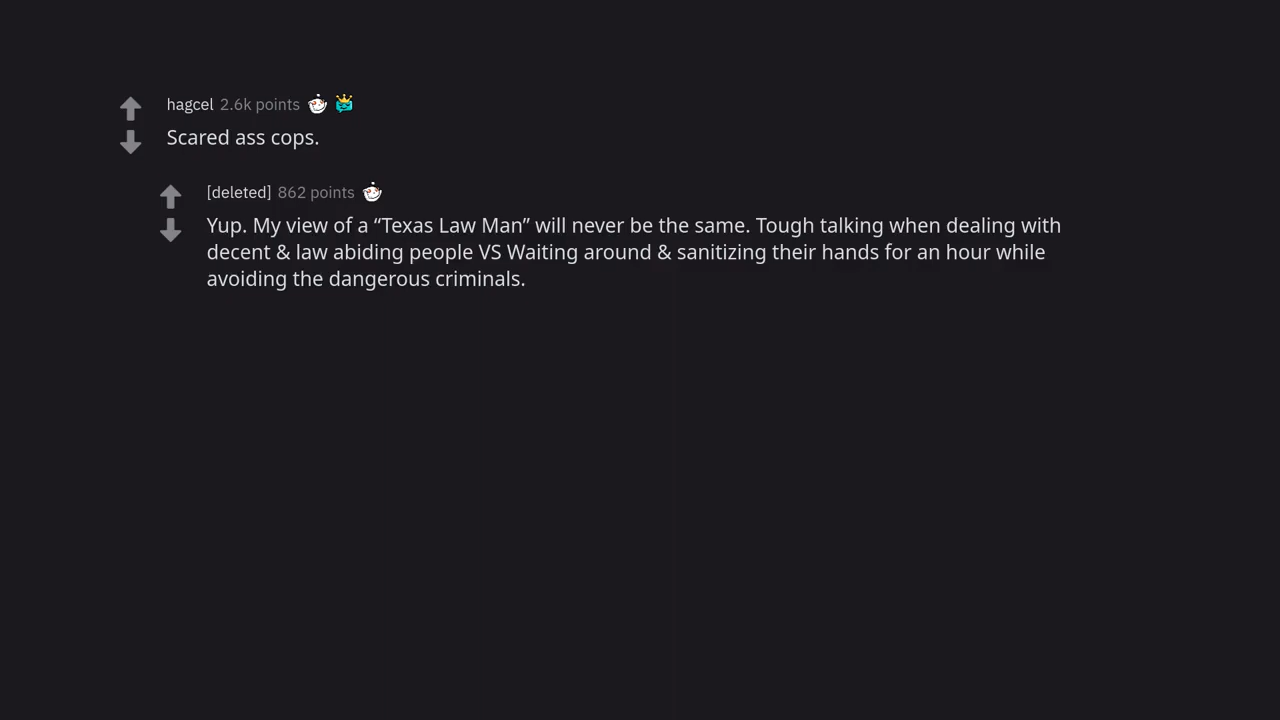 hagcel 2.6k points
Scared ass cops.
[deleted] 862 points
Yup. My view of a “Texas Law Man” will never be the same. Tough talking when dealing with
decent & law abiding people VS Waiting around & sanitizing their hands for an hour while
avoiding the dangerous criminals.